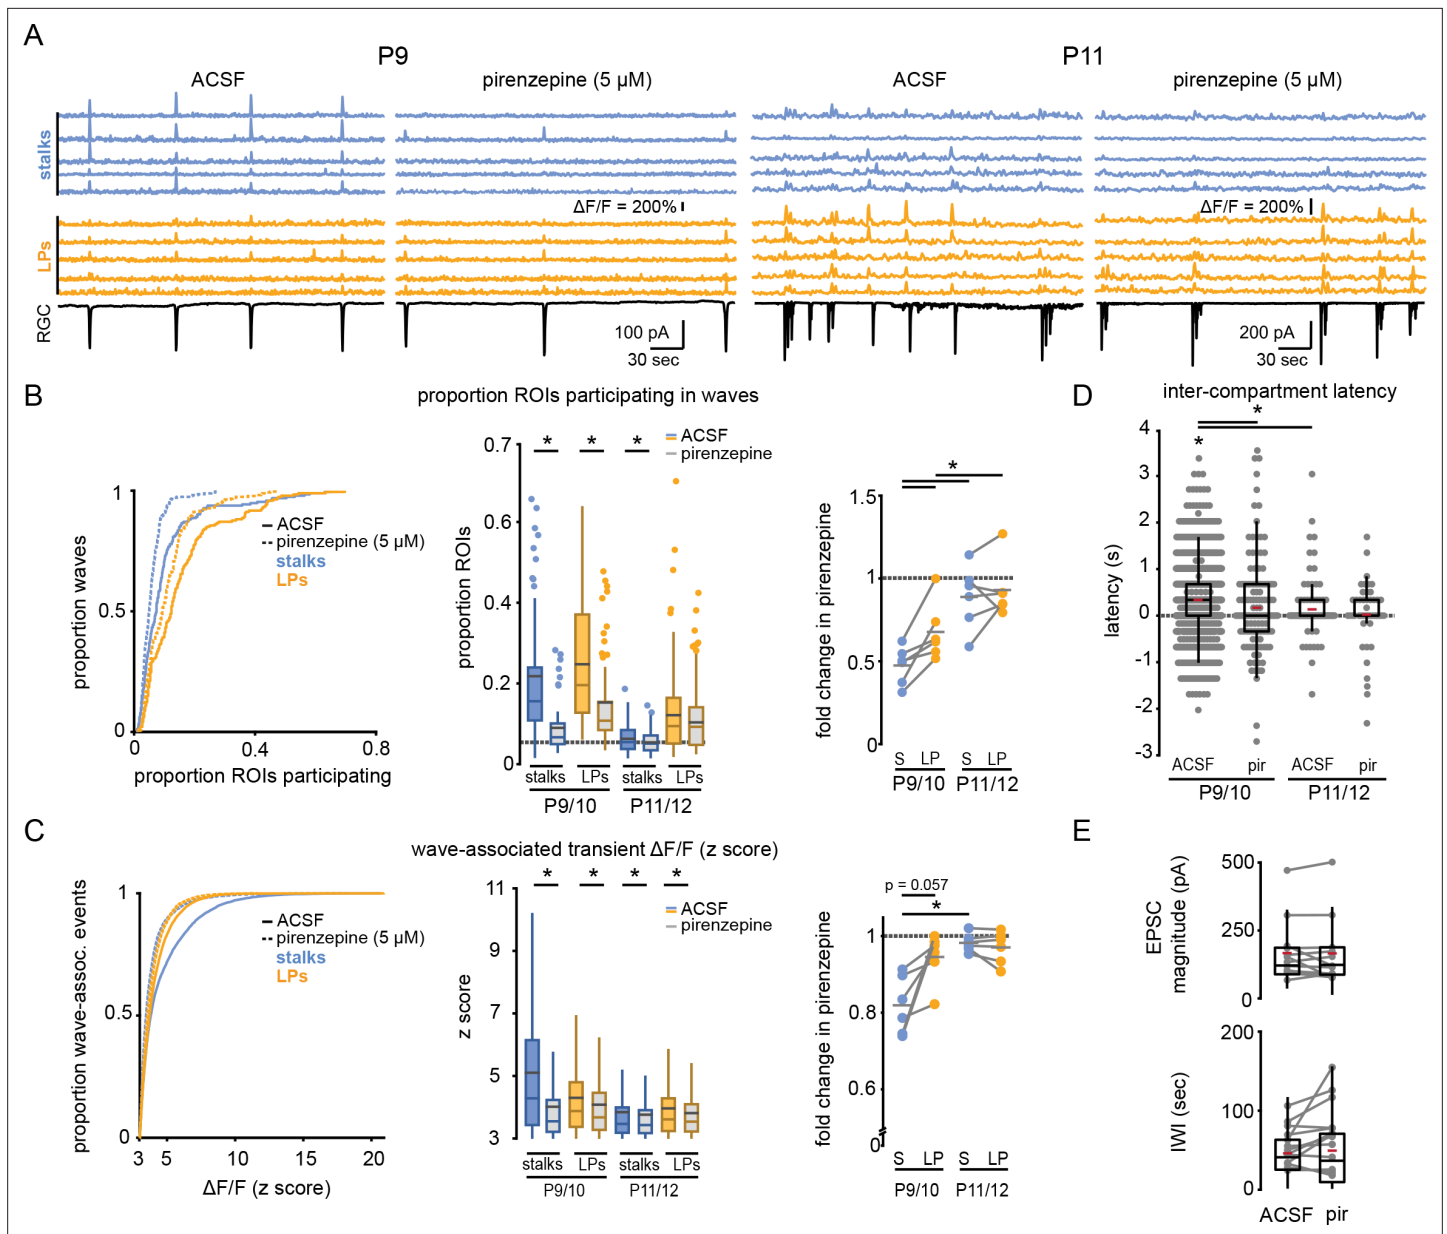 A
P9
P11
ACSF
pirenzepine (5 µM)
ACSF
pirenzepine (5 µM)
stalks
ΔF/F = 200%
ΔF/F = 200%
LPs
RGC
100 pA
30 sec
200 pA
30 sec
B
proportion ROIs participating in waves
proportion waves
1
0.5
0
0
0.4
0.8
proportion ROIs participating
ACSF
pirenzepine (5 µM)
stalks
LPs
proportion ROIs
0.7
0.6
0.4
0.2
0
*
*
*
ACSF
pirenzepine
stalks
LPs
stalks
LPs
P9/10
P11/12
fold change in pirenzepine
1.5
1
0.5
0
*
S
LP
S
LP
P9/10
P11/12
D
inter-compartment latency
latency (s)
4
3
2
1
0
-1
-2
-3
*
*
ACSF
pir
ACSF
pir
P9/10
P11/12
C
wave-associated transient ΔF/F (z score)
proportion wave-assoc. events
1
0.5
0
3
5
10
15
20
ΔF/F (z score)
ACSF
pirenzepine (5 µM)
stalks
LPs
z score
11
9
7
5
3
*
*
*
*
ACSF
pirenzepine
stalks
LPs
stalks
LPs
P9/10
P11/12
fold change in pirenzepine
p = 0.057
*
1
0.8
0.6
0
S
LP
S
LP
P9/10
P11/12
E
EPSC
magnitude (pA)
500
250
0
IWI (sec)
200
100
0
ACSF
pir